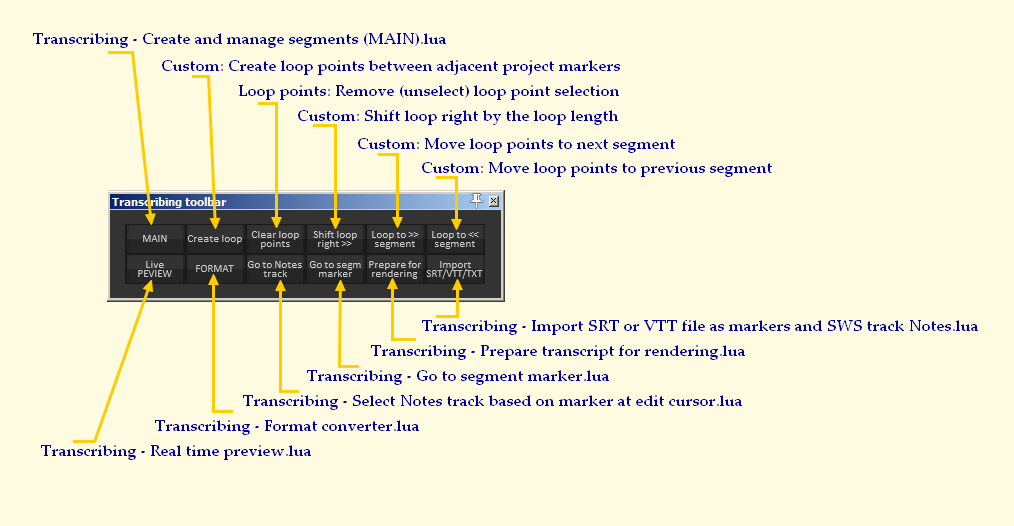 Transcribing - Create and manage segments (MAIN).lua
Custom: Create loop points between adjacent project markers
Loop points: Remove (unselect) loop point selection
Custom: Shift loop right by the loop length
Custom: Move loop points to next segment
Custom: Move loop points to previous segment
Transcribing toolbar
MAIN
Create loop
Clear loop
points
Shift loop
right >>
Loop to >>
segment
Loop to <<
segment
Live
PEVIEW
FORMAT
Go to Notes
track
Go to segm
marker
Prepare for
rendering
Import
SRT/VTT/TXT
Transcribing - Import SRT or VTT file as markers and SWS track Notes.lua
Transcribing - Prepare transcript for rendering.lua
Transcribing - Go to segment marker.lua
Transcribing - Select Notes track based on marker at edit cursor.lua
Transcribing - Format converter.lua
Transcribing - Real time preview.lua